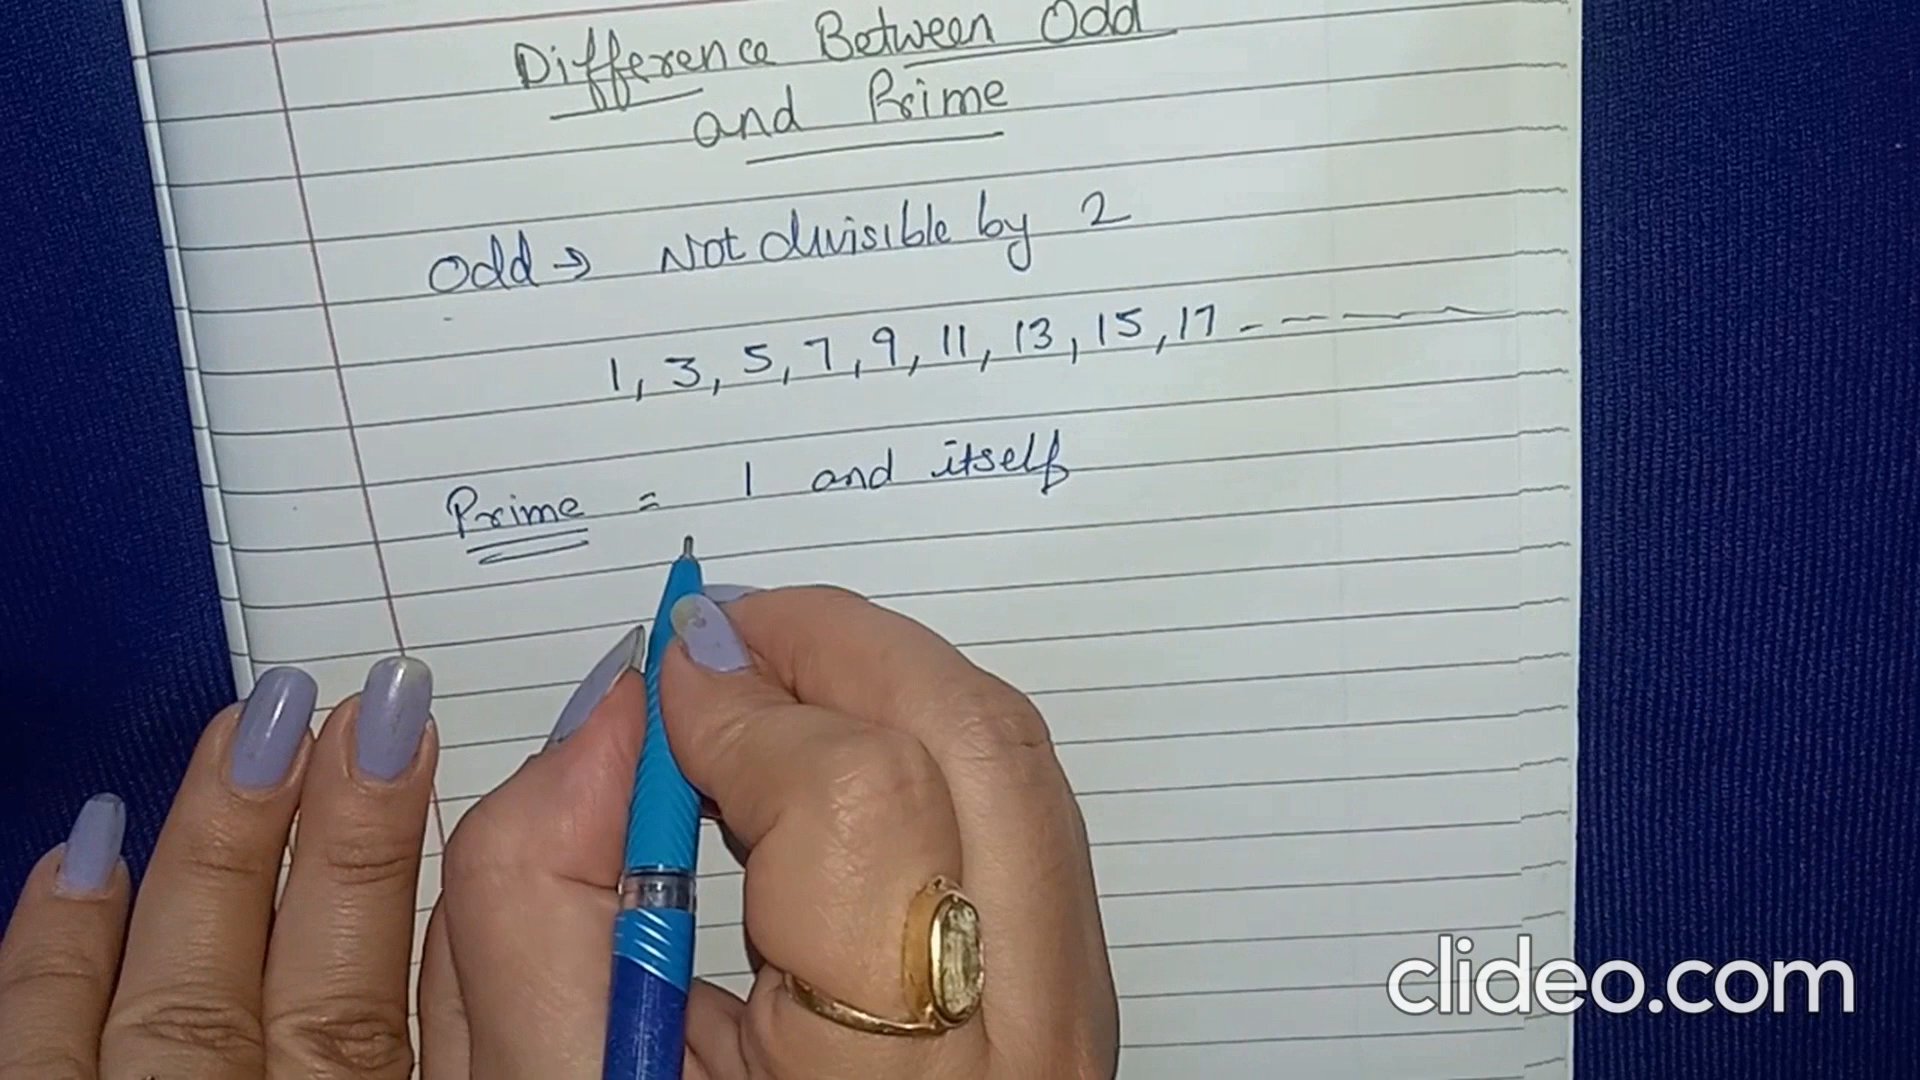 Difference Between Odd
and Prime
Odd → Not divisible by 2
1, 3, 5, 7, 9, 11, 13, 15, 17 - - - -
Prime = 1 and itself
clideo.com